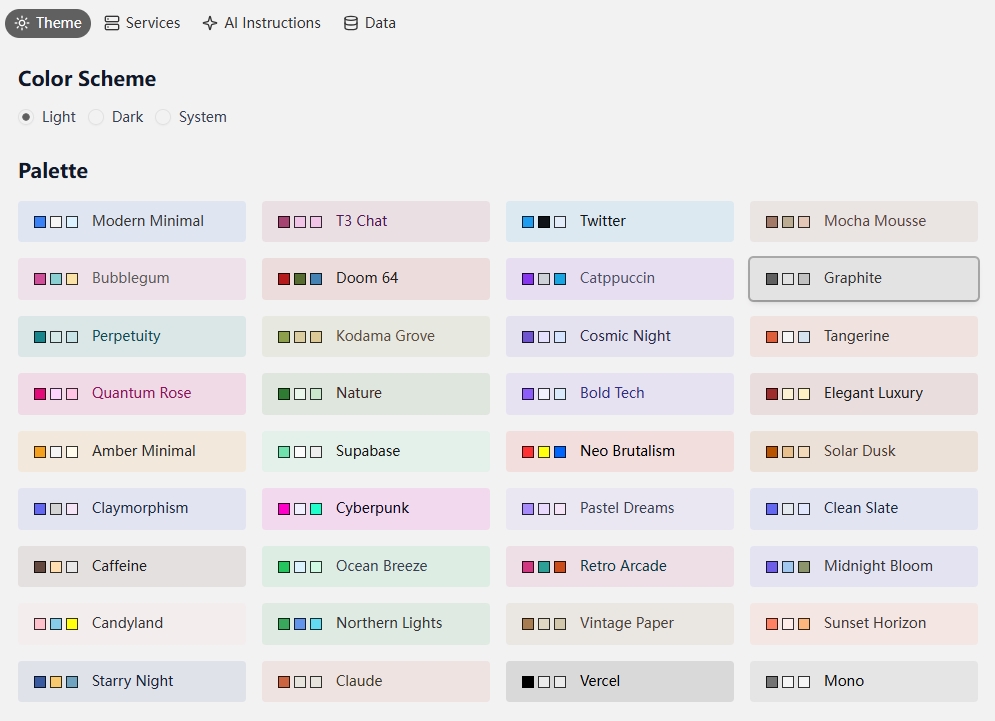 Theme Services AI Instructions Data
Color Scheme
Light Dark System
Palette
Modern Minimal T3 Chat Twitter Mocha Mousse
Bubblegum Doom 64 Catppuccin Graphite
Perpetuity Kodama Grove Cosmic Night Tangerine
Quantum Rose Nature Bold Tech Elegant Luxury
Amber Minimal Supabase Neo Brutalism Solar Dusk
Claymorphism Cyberpunk Pastel Dreams Clean Slate
Caffeine Ocean Breeze Retro Arcade Midnight Bloom
Candyland Northern Lights Vintage Paper Sunset Horizon
Starry Night Claude Vercel Mono